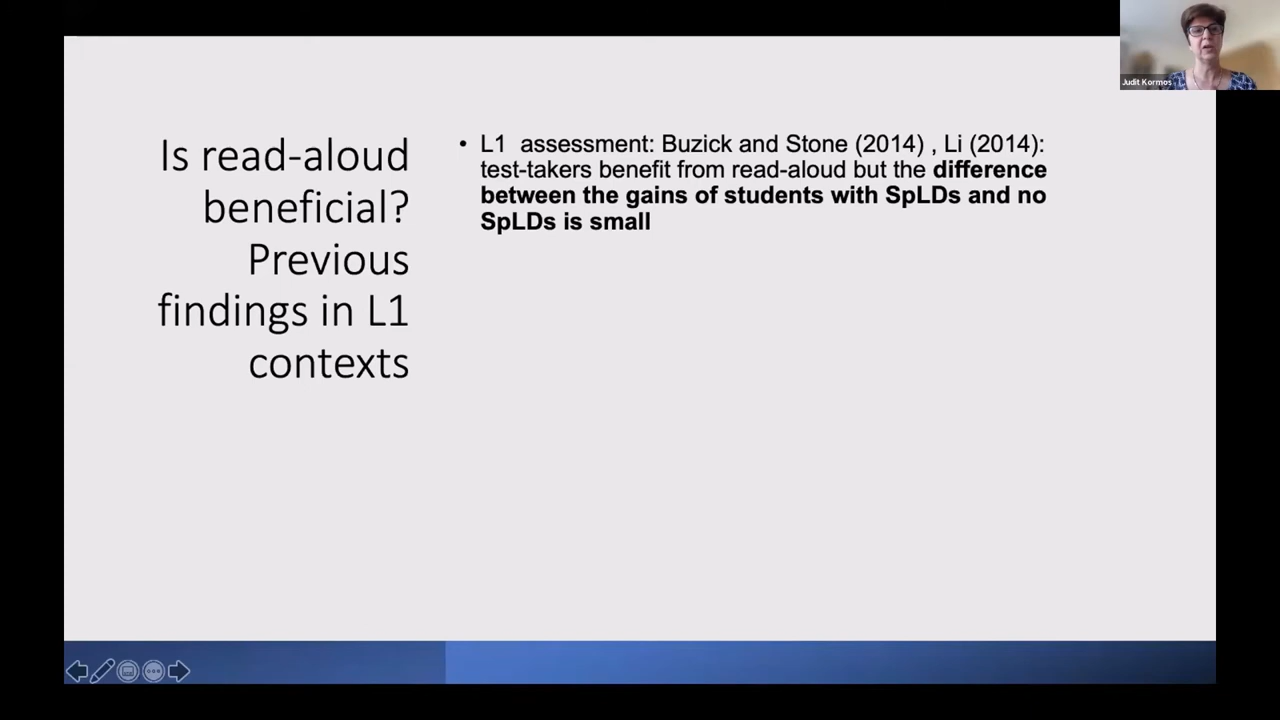 Is read-aloud
beneficial?
Previous
findings in L1
contexts
• L1 assessment: Buzick and Stone (2014) , Li (2014):
test-takers benefit from read-aloud but the difference
between the gains of students with SpLDs and no
SpLDs is small
Judit Kormos